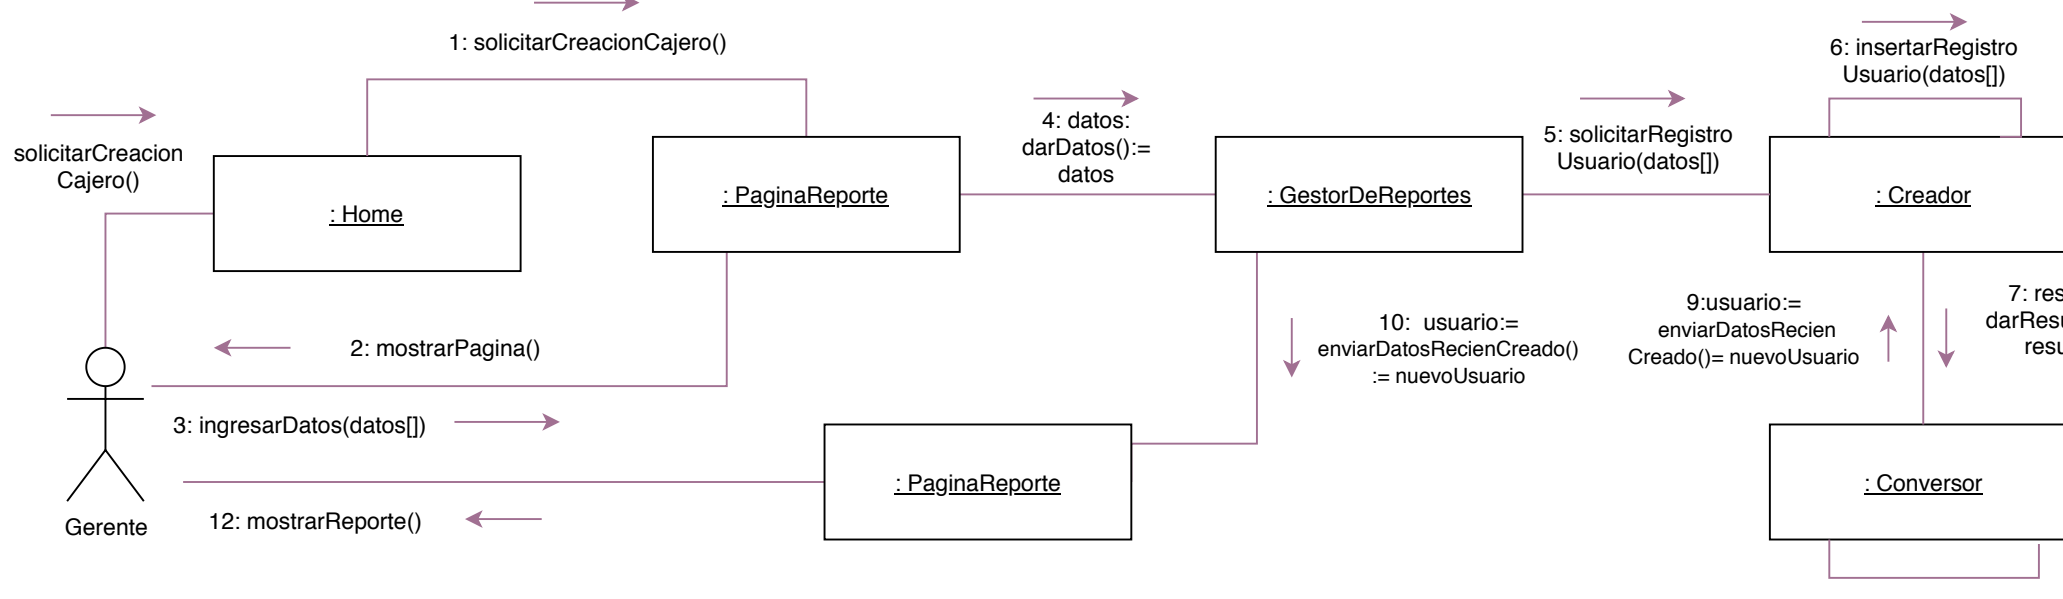 1: solicitarCreacionCajero()
6: insertarRegistro
Usuario(datos[])
solicitarCreacion
Cajero()
4: datos:
darDatos():=
datos
5: solicitarRegistro
Usuario(datos[])
: Home
: PaginaReporte
: GestorDeReportes
: Creador
2: mostrarPagina()
10:  usuario:=
enviarDatosRecienCreado()
:= nuevoUsuario
9:usuario:=
enviarDatosRecien
Creado()= nuevoUsuario
7: res
darResu
resu
3: ingresarDatos(datos[])
: PaginaReporte
: Conversor
12: mostrarReporte()
Gerente